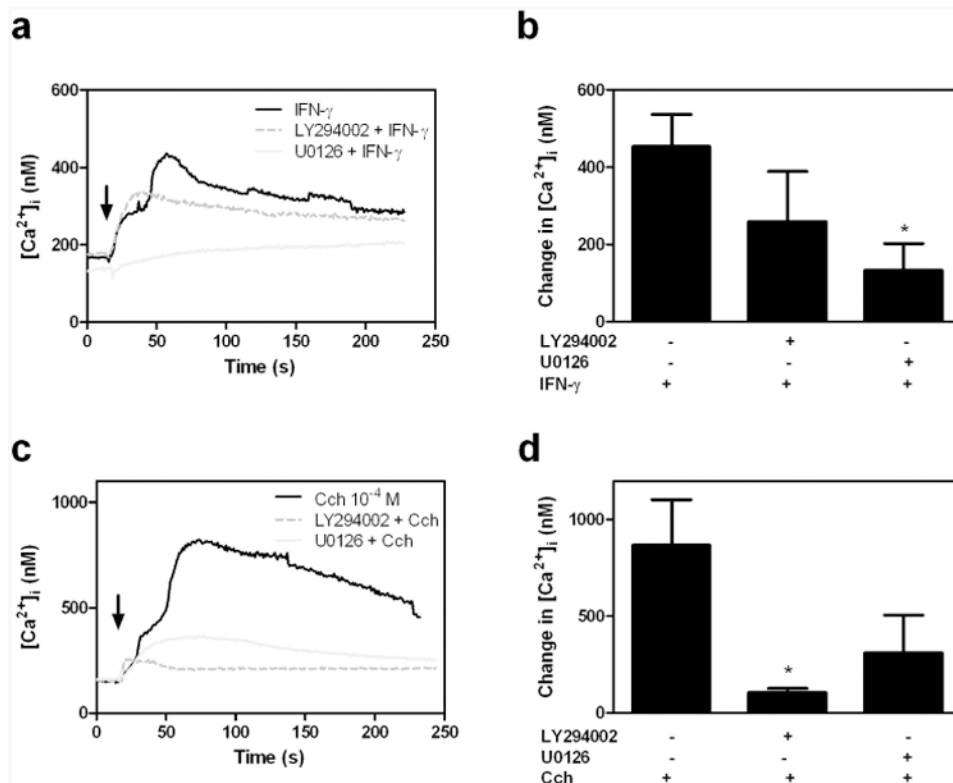 a
600
400
200
0
[Ca²⁺]ᵢ (nM)
IFN-γ
LY294002 + IFN-γ
U0126 + IFN-γ
0 50 100 150 200 250
Time (s)
b
600
400
200
0
Change in [Ca²⁺]ᵢ (nM)
*
LY294002 - + -
U0126 - - +
IFN-γ + + +
c
1000
500
0
[Ca²⁺]ᵢ (nM)
Cch 10⁻⁴ M
LY294002 + Cch
U0126 + Cch
0 50 100 150 200 250
Time (s)
d
1000
500
0
Change in [Ca²⁺]ᵢ (nM)
*
LY294002 - + -
U0126 - - +
Cch + + +